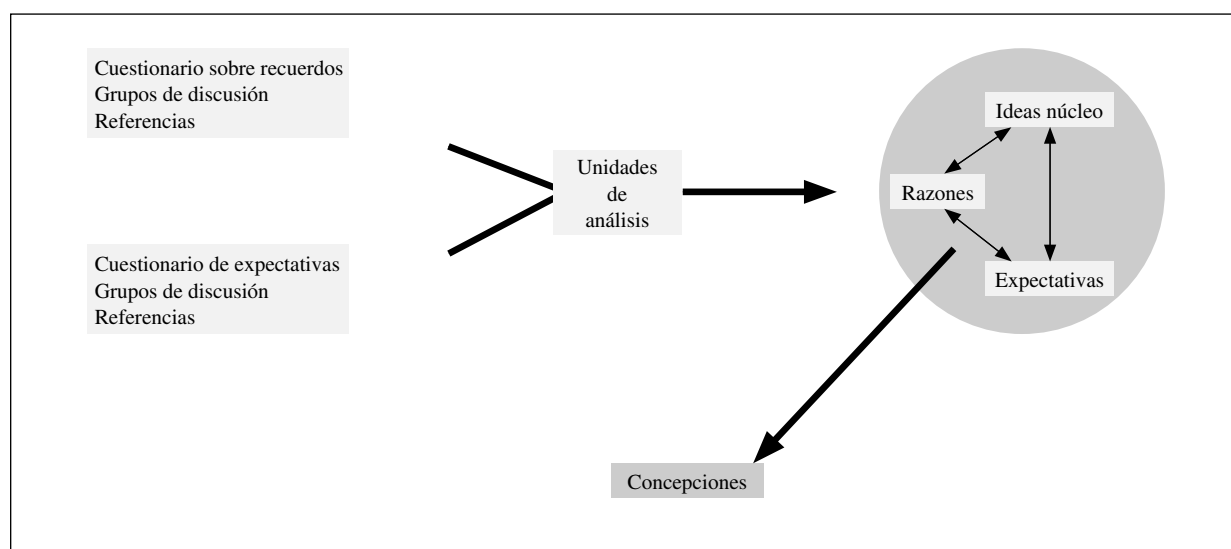 Cuestionario sobre recuerdos
Grupos de discusión
Referencias
Cuestionario de expectativas
Grupos de discusión
Referencias
Unidades
de
análisis
Ideas núcleo
Razones
Expectativas
Concepciones